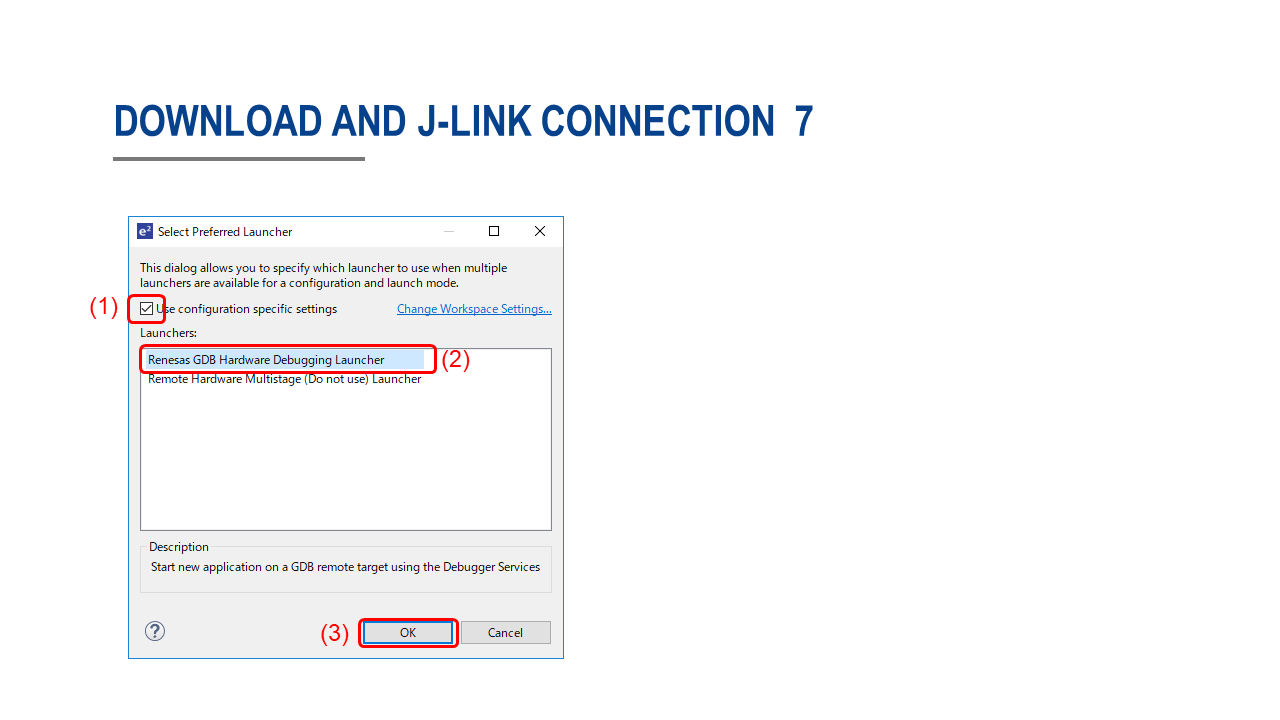 DOWNLOAD AND J-LINK CONNECTION 7
e² Select Preferred Launcher
This dialog allows you to specify which launcher to use when multiple
launchers are available for a configuration and launch mode.
(1) Use configuration specific settings Change Workspace Settings...
Launchers:
Renesas GDB Hardware Debugging Launcher (2)
Remote Hardware Multistage (Do not use) Launcher
Description
Start new application on a GDB remote target using the Debugger Services
? (3) OK Cancel